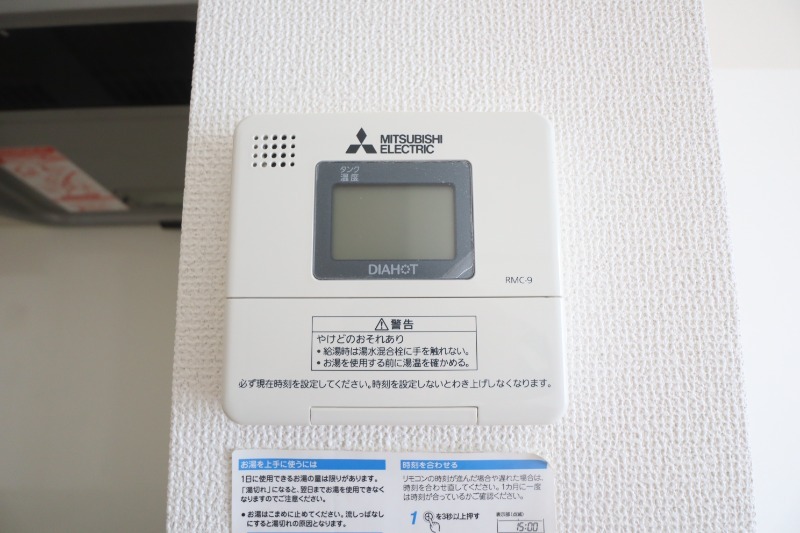 MITSUBISHI
ELECTRIC
タンク
温度
DIAHOT
RMC-9
警告
やけどのおそれあり
• 給湯時は湯水混合栓に手を触れない。
• お湯を使用する前に湯温を確かめる。
必ず現在時刻を設定してください。時刻を設定しないとわき上げしなくなります。
お湯を上手に使うには
1日に使用できるお湯の量は限りがあります。
「湯切れ」になると、翌日までお湯を使用できなく
なりますのでご注意ください。
● お湯はこまめに止めてください。流しっぱなし
にすると湯切れの原因となります。
時刻を合わせる
リモコンの時刻が進んだ場合や遅れた場合は、
時刻を合わせ直してください。1カ月に一度
は時刻が合っているかご確認ください。
1 を3秒以上押す
表示部(点滅)
15:00